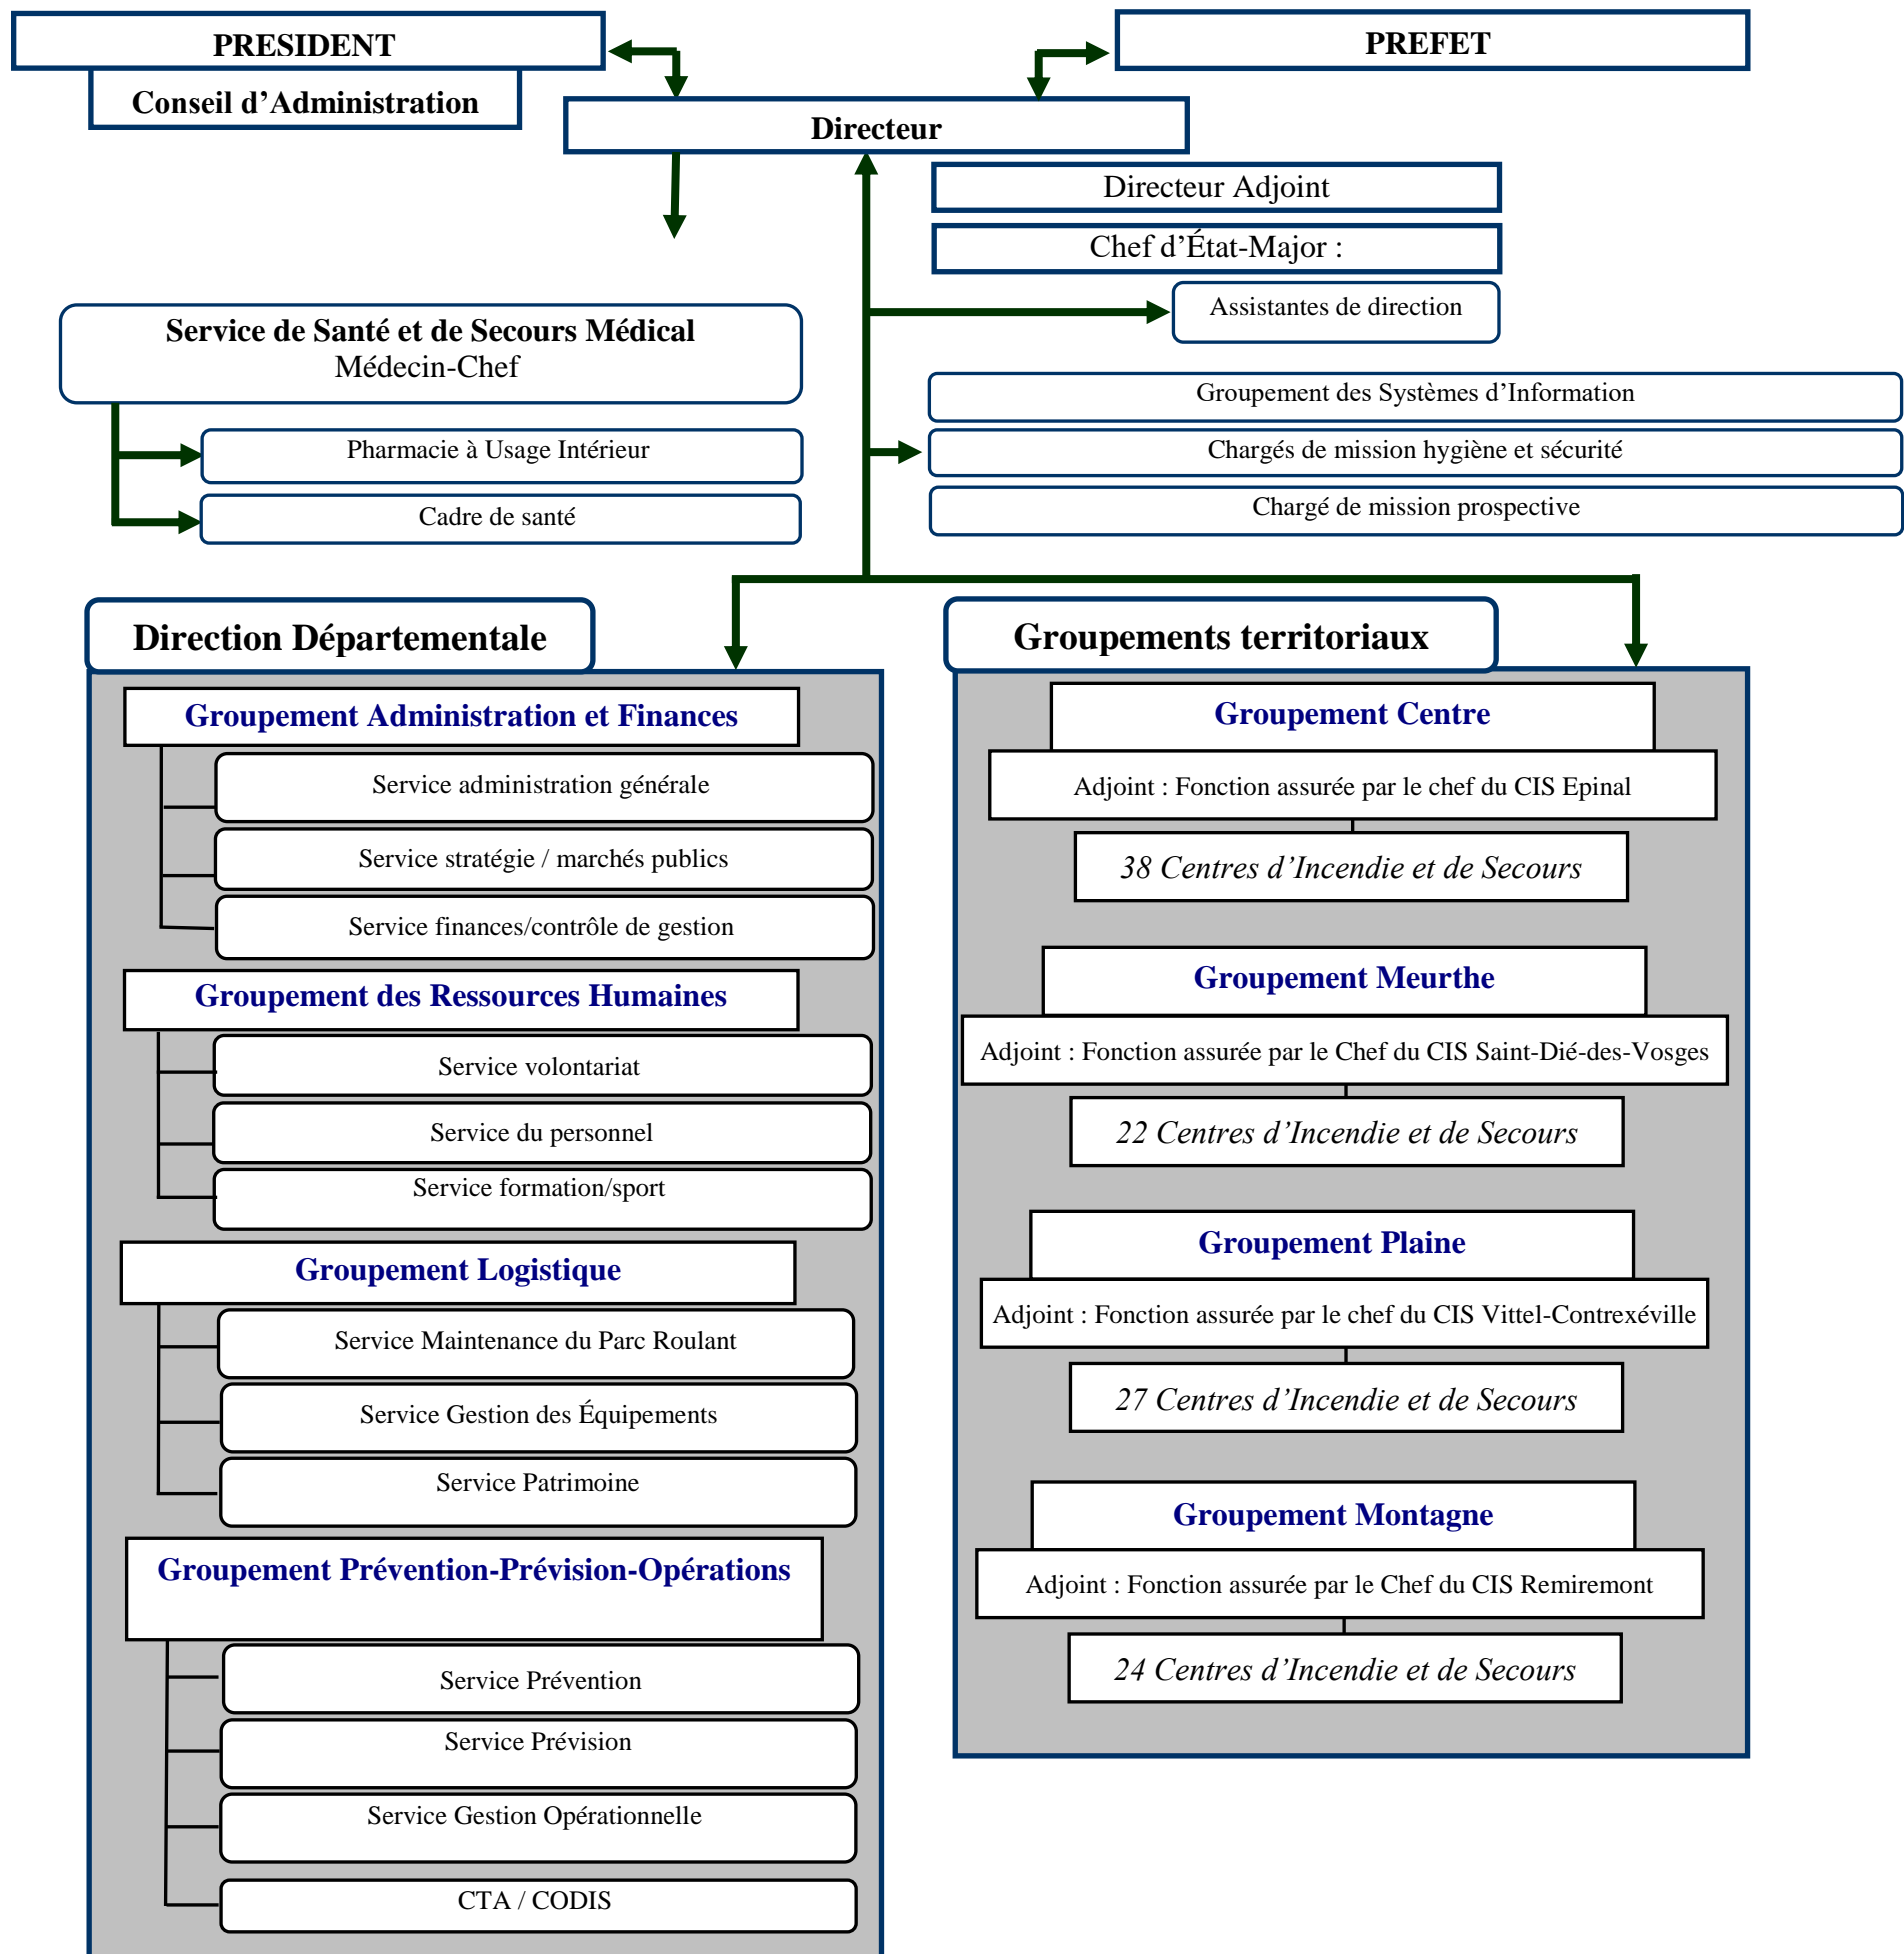 PRESIDENT
Conseil d’Administration
PREFET
Directeur
Directeur Adjoint
Chef d’État-Major :
Assistantes de direction
Service de Santé et de Secours Médical
Médecin-Chef
Pharmacie à Usage Intérieur
Cadre de santé
Groupement des Systèmes d’Information
Chargés de mission hygiène et sécurité
Chargé de mission prospective
Direction Départementale
Groupement Administration et Finances
Service administration générale
Service stratégie / marchés publics
Service finances/contrôle de gestion
Groupement des Ressources Humaines
Service volontariat
Service du personnel
Service formation/sport
Groupement Logistique
Service Maintenance du Parc Roulant
Service Gestion des Équipements
Service Patrimoine
Groupement Prévention-Prévision-Opérations
Service Prévention
Service Prévision
Service Gestion Opérationnelle
CTA / CODIS
Groupements territoriaux
Groupement Centre
Adjoint : Fonction assurée par le chef du CIS Epinal
38 Centres d’Incendie et de Secours
Groupement Meurthe
Adjoint : Fonction assurée par le Chef du CIS Saint-Dié-des-Vosges
22 Centres d’Incendie et de Secours
Groupement Plaine
Adjoint : Fonction assurée par le chef du CIS Vittel-Contrexéville
27 Centres d’Incendie et de Secours
Groupement Montagne
Adjoint : Fonction assurée par le Chef du CIS Remiremont
24 Centres d’Incendie et de Secours